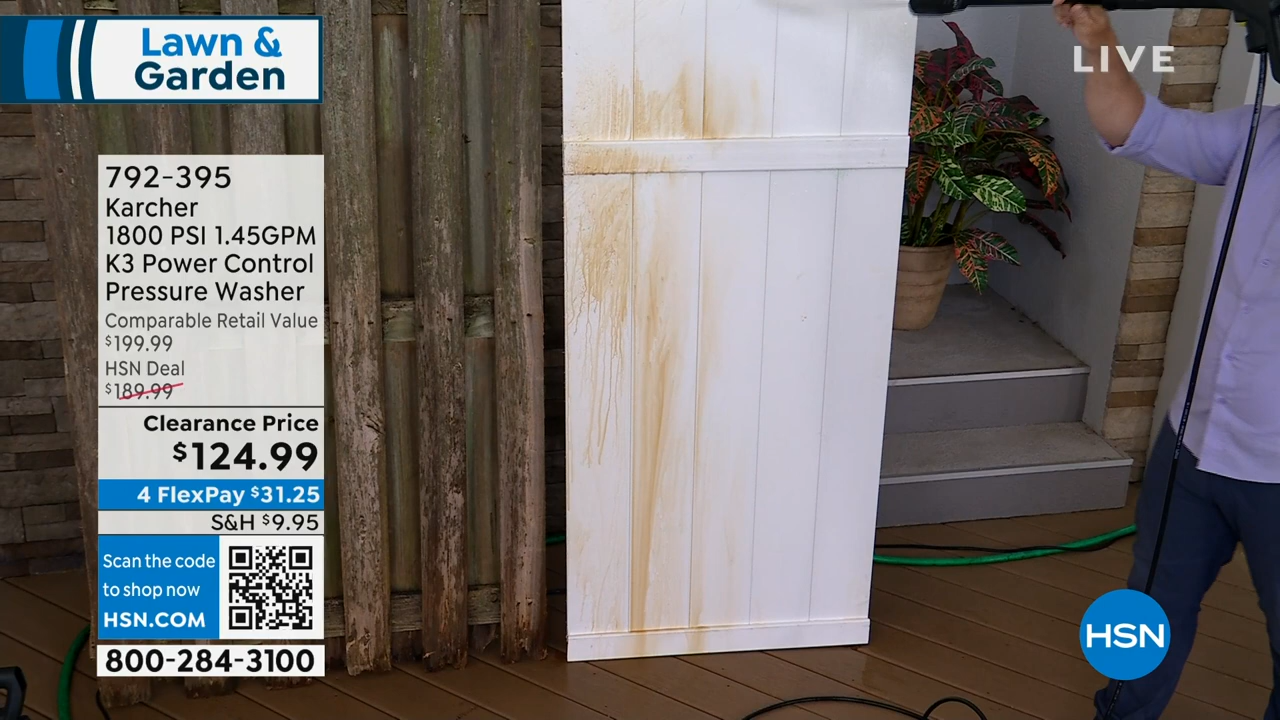 Lawn &
Garden
LIVE
792-395
Karcher
1800 PSI 1.45GPM
K3 Power Control
Pressure Washer
Comparable Retail Value
$199.99
HSN Deal
$189.99
Clearance Price
$124.99
4 FlexPay $31.25
S&H $9.95
Scan the code
to shop now
HSN.COM
800-284-3100
HSN